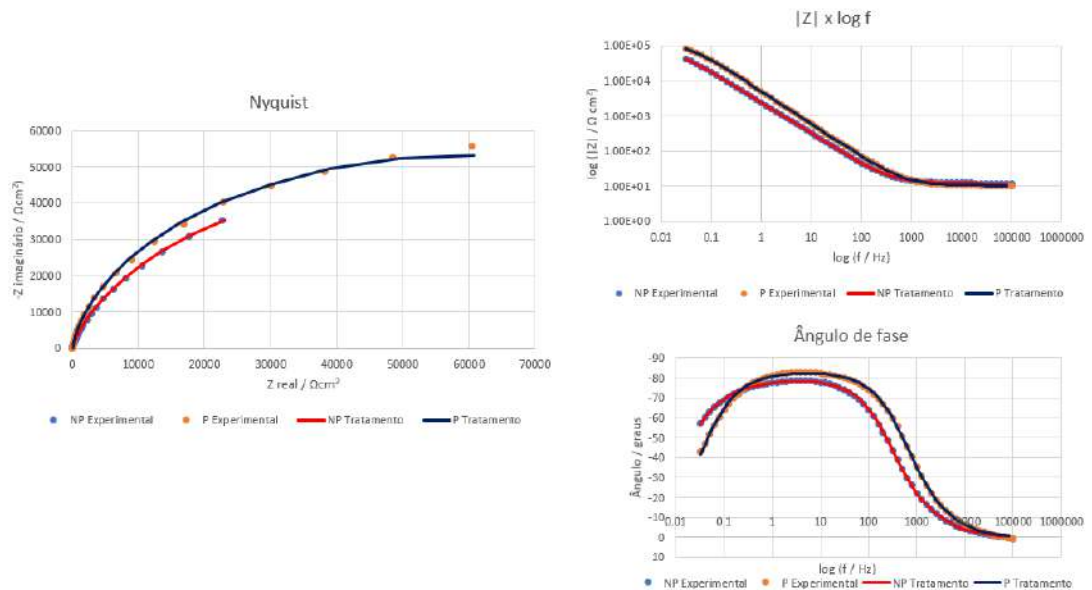 Nyquist
60000
50000
40000
30000
20000
10000
0
0 10000 20000 30000 40000 50000 60000 70000
-Z imaginário / Ωcm²
Z real / Ωcm²
NP Experimental P Experimental NP Tratamento P Tratamento
|Z| x log f
1.00E+05
1.00E+04
1.00E+03
1.00E+02
1.00E+01
1.00E+00
0.01 0.1 1 10 100 1000 10000 100000 1000000
log (|Z| / Ω cm²)
log (f / Hz)
NP Experimental P Experimental NP Tratamento P Tratamento
Ângulo de fase
-90
-80
-70
-60
-50
-40
-30
-20
-10
0.01 0.1 1 10 100 1000 10000 100000 1000000
0
10
Ângulo / graus
log (f / Hz)
NP Experimental P Experimental NP Tratamento P Tratamento